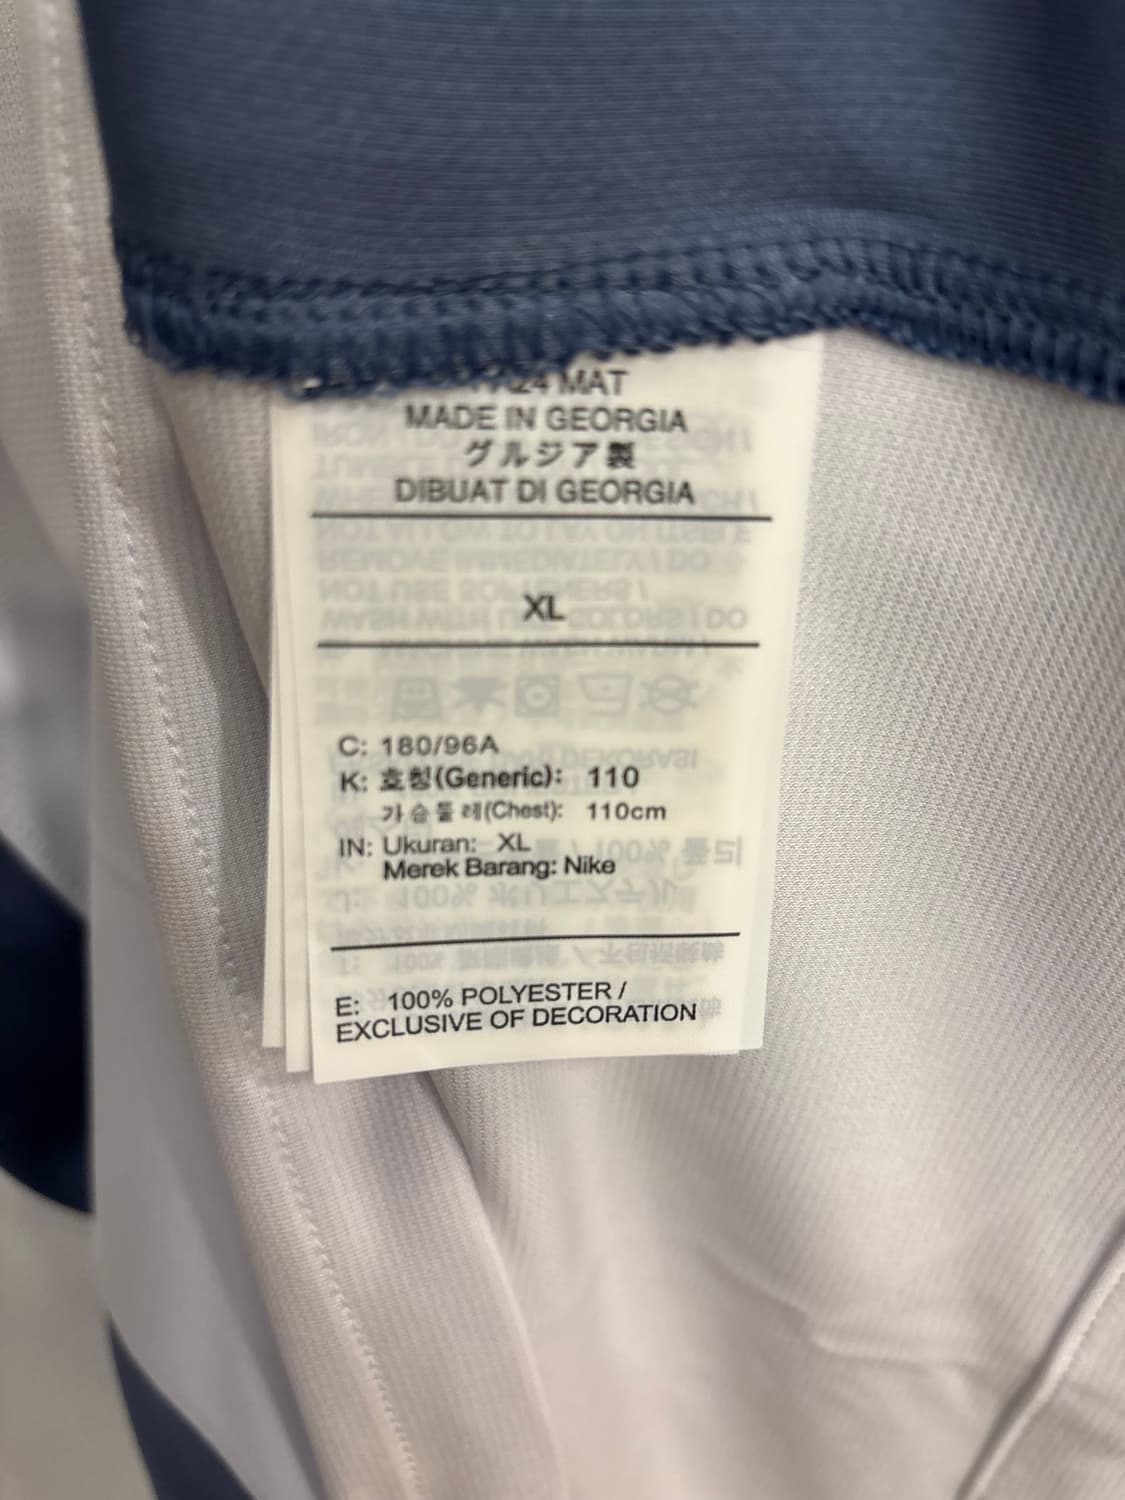 MAT
MADE IN GEORGIA
グルジア製
DIBUAT DI GEORGIA
XL
C: 180/96A
K: 호칭(Generic): 110
가슴둘레(Chest): 110cm
IN: Ukuran: XL
Merek Barang: Nike
E: 100% POLYESTER /
EXCLUSIVE OF DECORATION